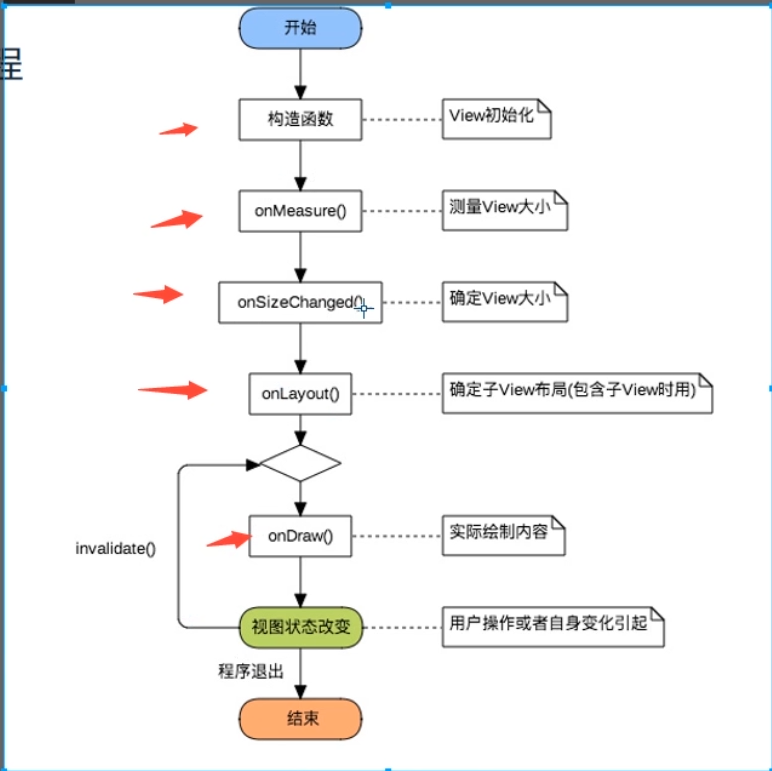 程
开始
构造函数
View初始化
onMeasure()
测量View大小
onSizeChanged()
确定View大小
onLayout()
确定子View布局(包含子View时用)
onDraw()
实际绘制内容
invalidate()
视图状态改变
用户操作或者自身变化引起
程序退出
结束